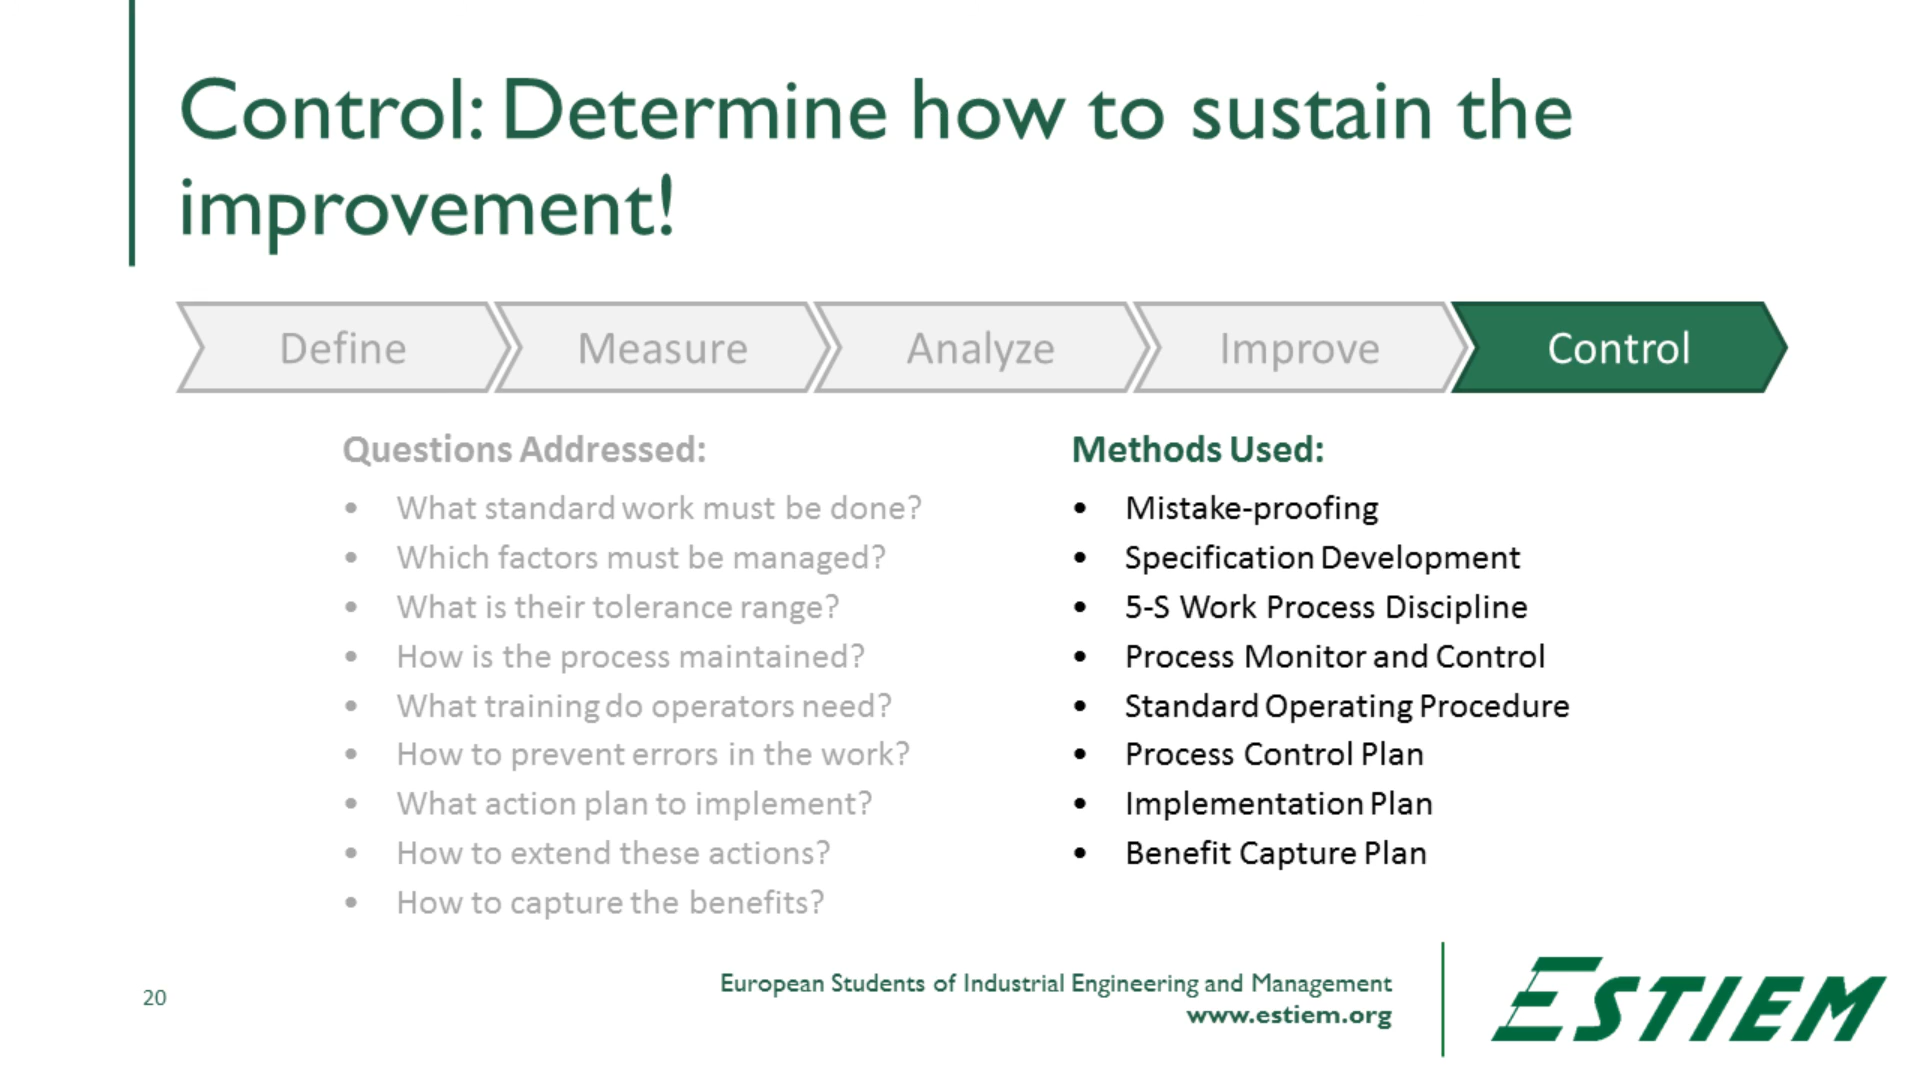 Control: Determine how to sustain the
improvement!
Define
Measure
Analyze
Improve
Control
Questions Addressed:
• What standard work must be done?
• Which factors must be managed?
• What is their tolerance range?
• How is the process maintained?
• What training do operators need?
• How to prevent errors in the work?
• What action plan to implement?
• How to extend these actions?
• How to capture the benefits?
Methods Used:
• Mistake-proofing
• Specification Development
• 5-S Work Process Discipline
• Process Monitor and Control
• Standard Operating Procedure
• Process Control Plan
• Implementation Plan
• Benefit Capture Plan
20
European Students of Industrial Engineering and Management
www.estiem.org
ESTIEM